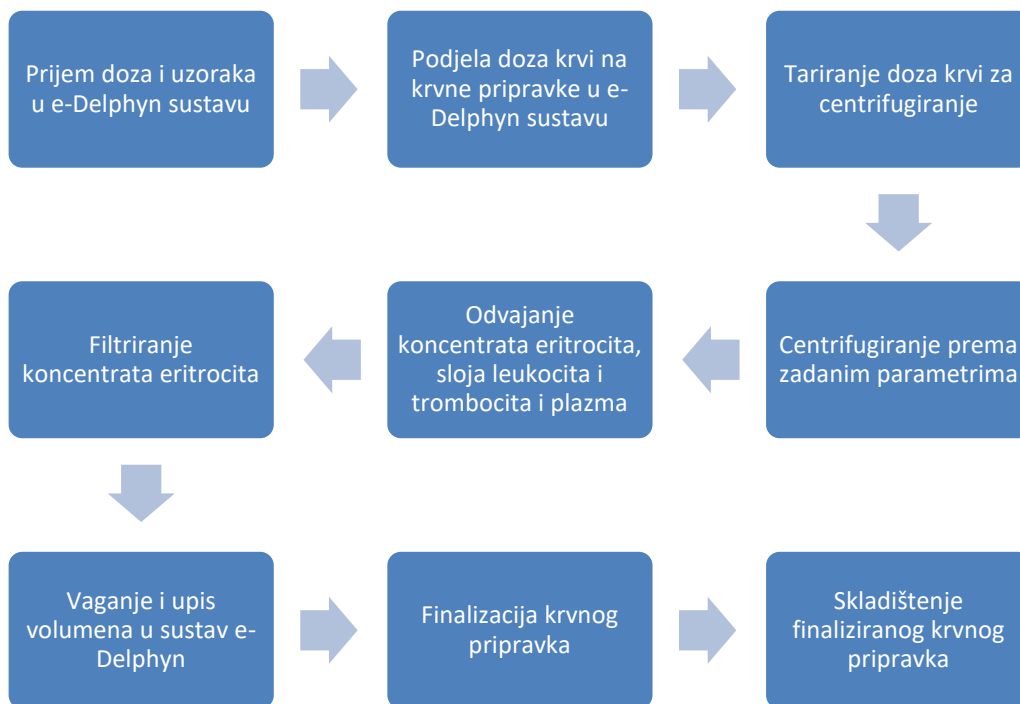 Prijem doza i uzoraka
u e-Delphyn sustavu
Podjela doza krvi na
krvne pripravke u e-
Delphyn sustavu
Tariranje doza krvi za
centrifugiranje
Centrifugiranje prema
zadanim parametrima
Odvajanje
koncentrata eritrocita,
sloja leukocita i
trombocita i plazma
Filtriranje
koncentrata eritrocita
Vaganje i upis
volumena u sustav e-
Delphyn
Finalizacija krvnog
pripravka
Skladištenje
finaliziranog krvnog
pripravka